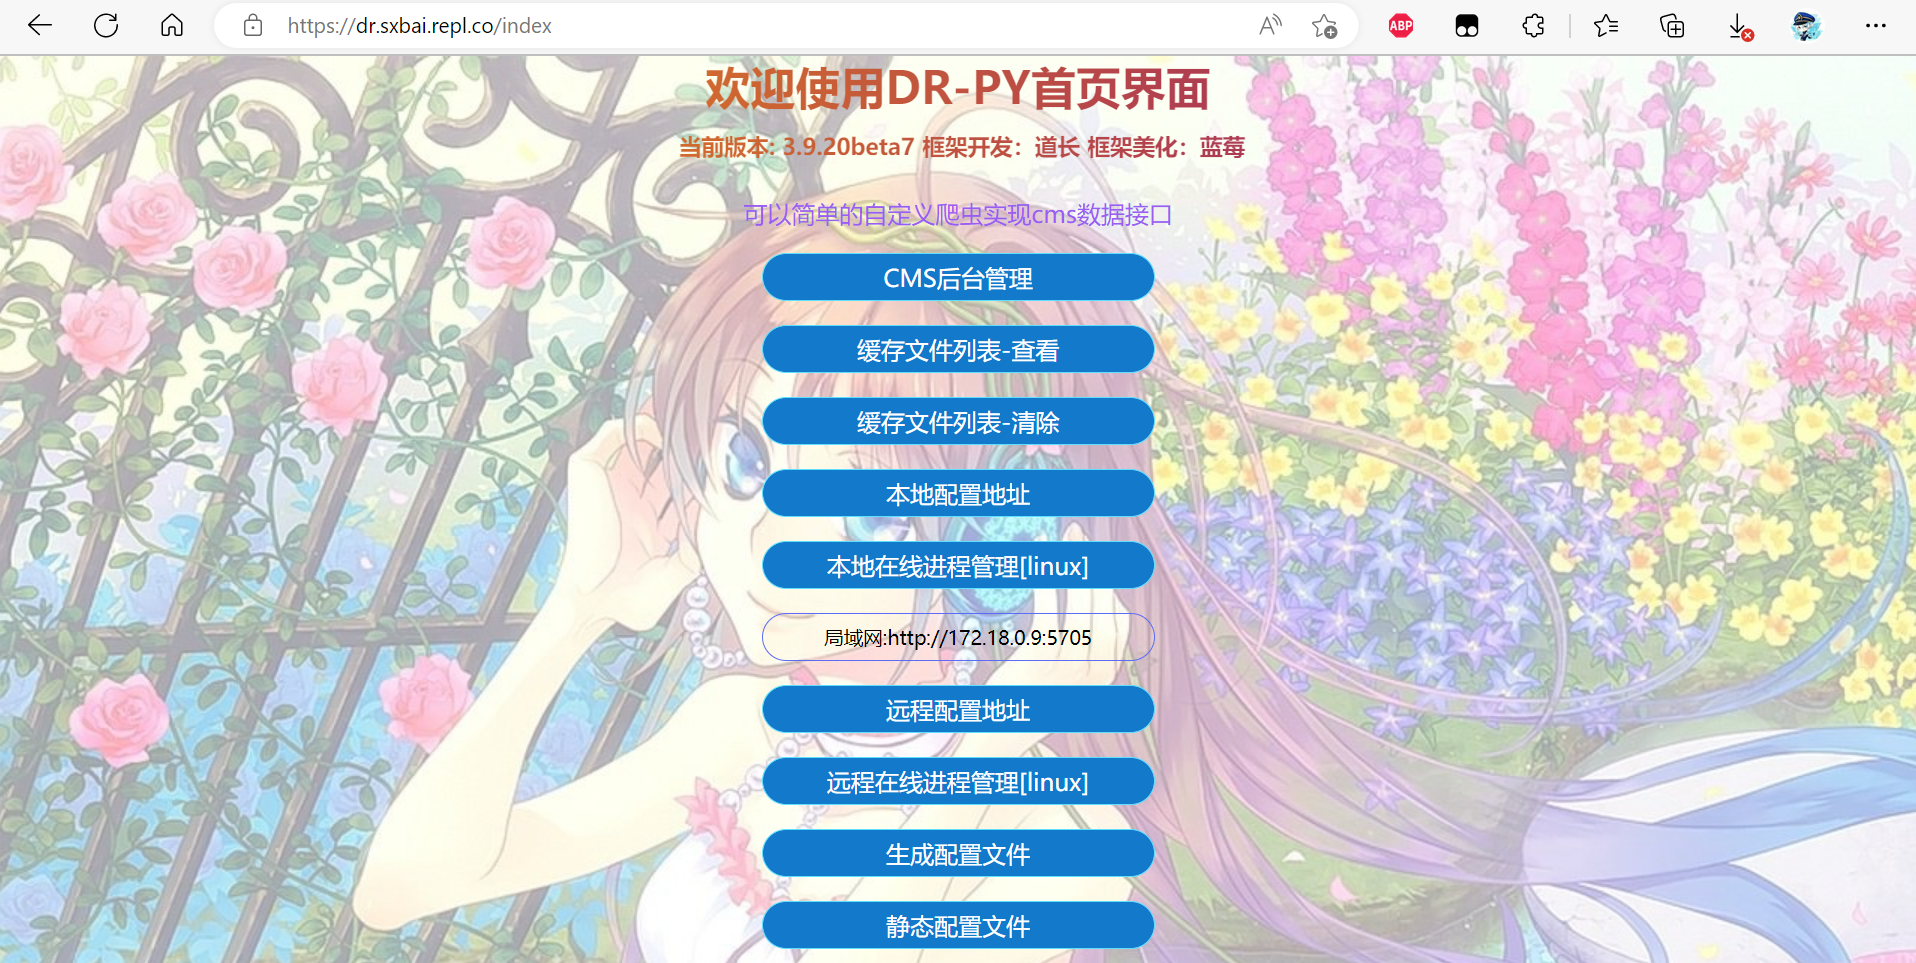 https://dr.sxbai.repl.co/index
ABP
欢迎使用DR-PY首页界面
当前版本: 3.9.20beta7 框架开发：道长 框架美化：蓝莓
可以简单的自定义爬虫实现cms数据接口
CMS后台管理
缓存文件列表-查看
缓存文件列表-清除
本地配置地址
本地在线进程管理[linux]
局域网:http://172.18.0.9:5705
远程配置地址
远程在线进程管理[linux]
生成配置文件
静态配置文件